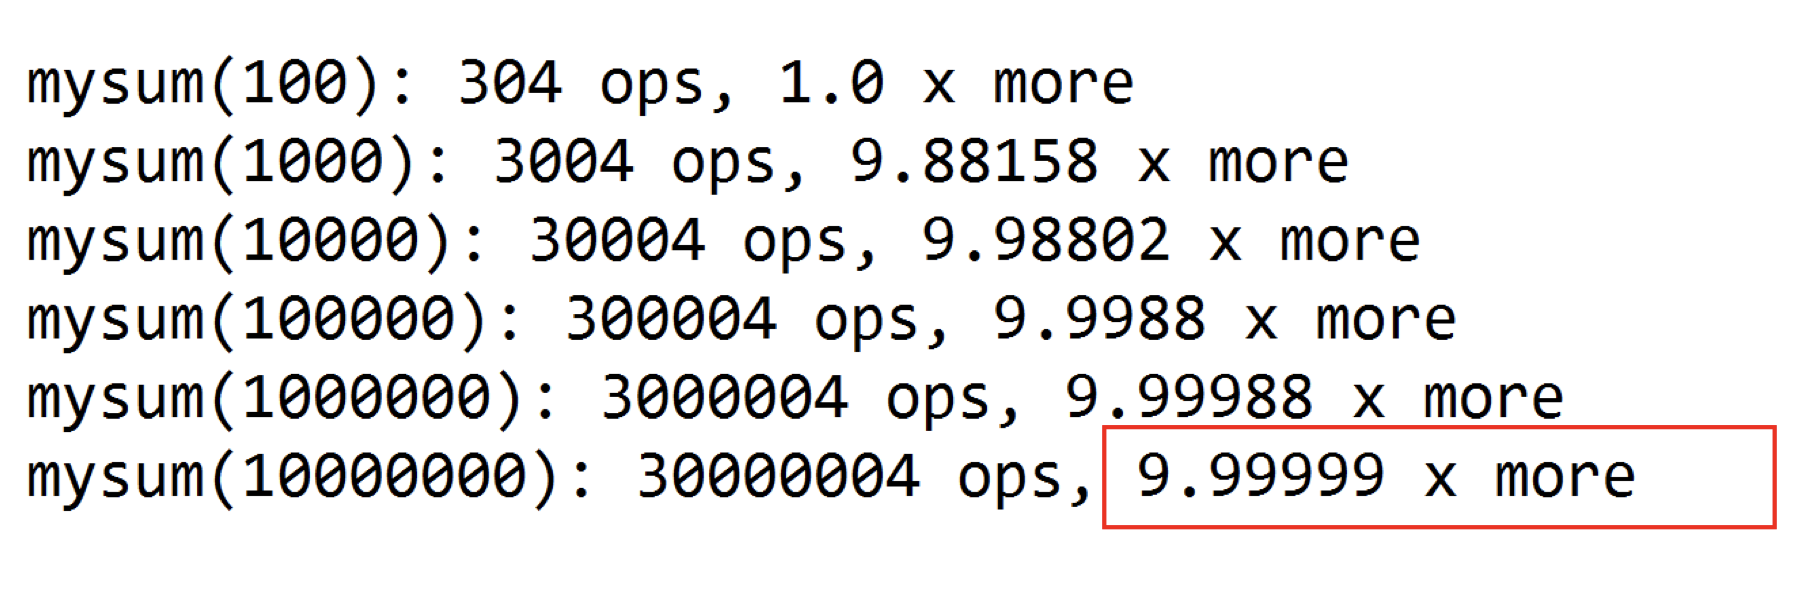 mysum(100): 304 ops, 1.0 x more
mysum(1000): 3004 ops, 9.88158 x more
mysum(10000): 30004 ops, 9.98802 x more
mysum(100000): 300004 ops, 9.9988 x more
mysum(1000000): 3000004 ops, 9.99988 x more
mysum(10000000): 30000004 ops, 9.99999 x more